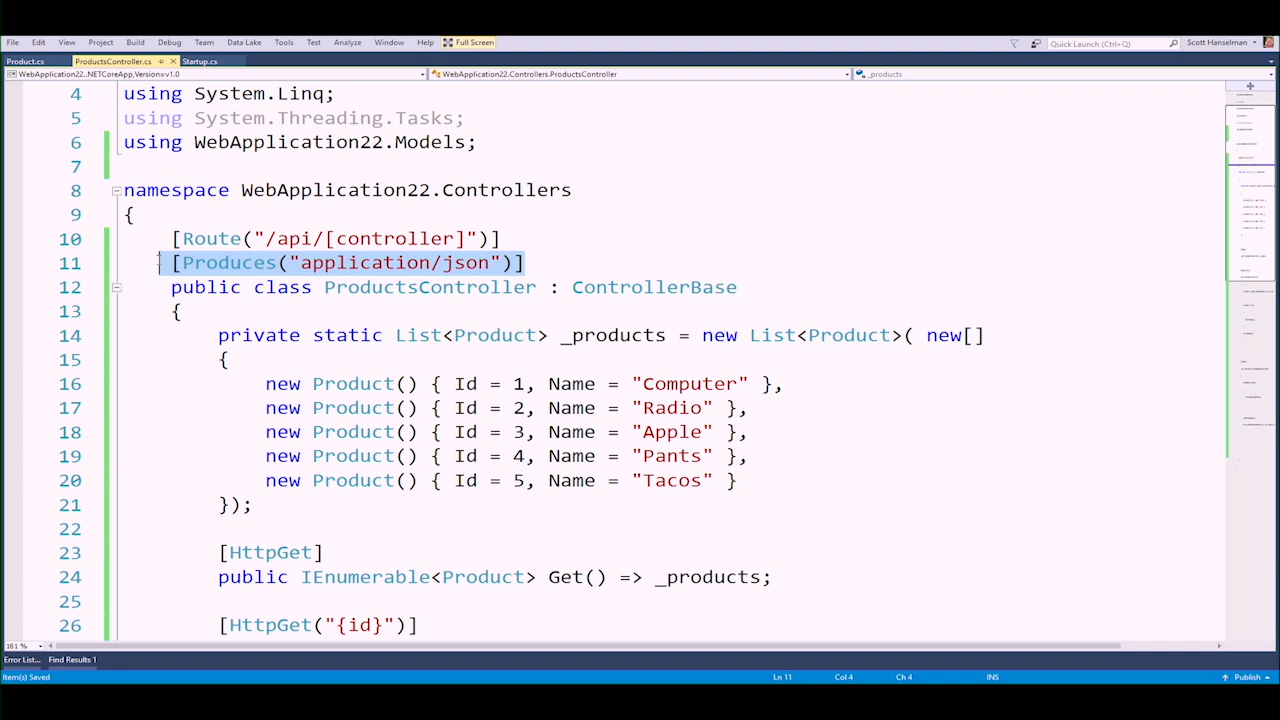 File Edit View Project Build Debug Team Data Lake Tools Test Analyze Window Help Full Screen Quick Launch (Ctrl+Q) Scott Hanselman
Product.cs ProductsController.cs Startup.cs
WebApplication22..NETCoreApp,Version=v1.0 WebApplication22.Controllers.ProductsController _products
4 using System.Linq;
5 using System.Threading.Tasks;
6 using WebApplication22.Models;
7
8 namespace WebApplication22.Controllers
9 {
10 [Route("/api/[controller]")]
11 [Produces("application/json")]
12 public class ProductsController : ControllerBase
13 {
14 private static List<Product> _products = new List<Product>( new[]
15 {
16 new Product() { Id = 1, Name = "Computer" },
17 new Product() { Id = 2, Name = "Radio" },
18 new Product() { Id = 3, Name = "Apple" },
19 new Product() { Id = 4, Name = "Pants" },
20 new Product() { Id = 5, Name = "Tacos" }
21 });
22
23 [HttpGet]
24 public IEnumerable<Product> Get() => _products;
25
26 [HttpGet("{id}")]
161 %
Error List... Find Results 1
Item(s) Saved Ln 11 Col 4 Ch 4 INS Publish